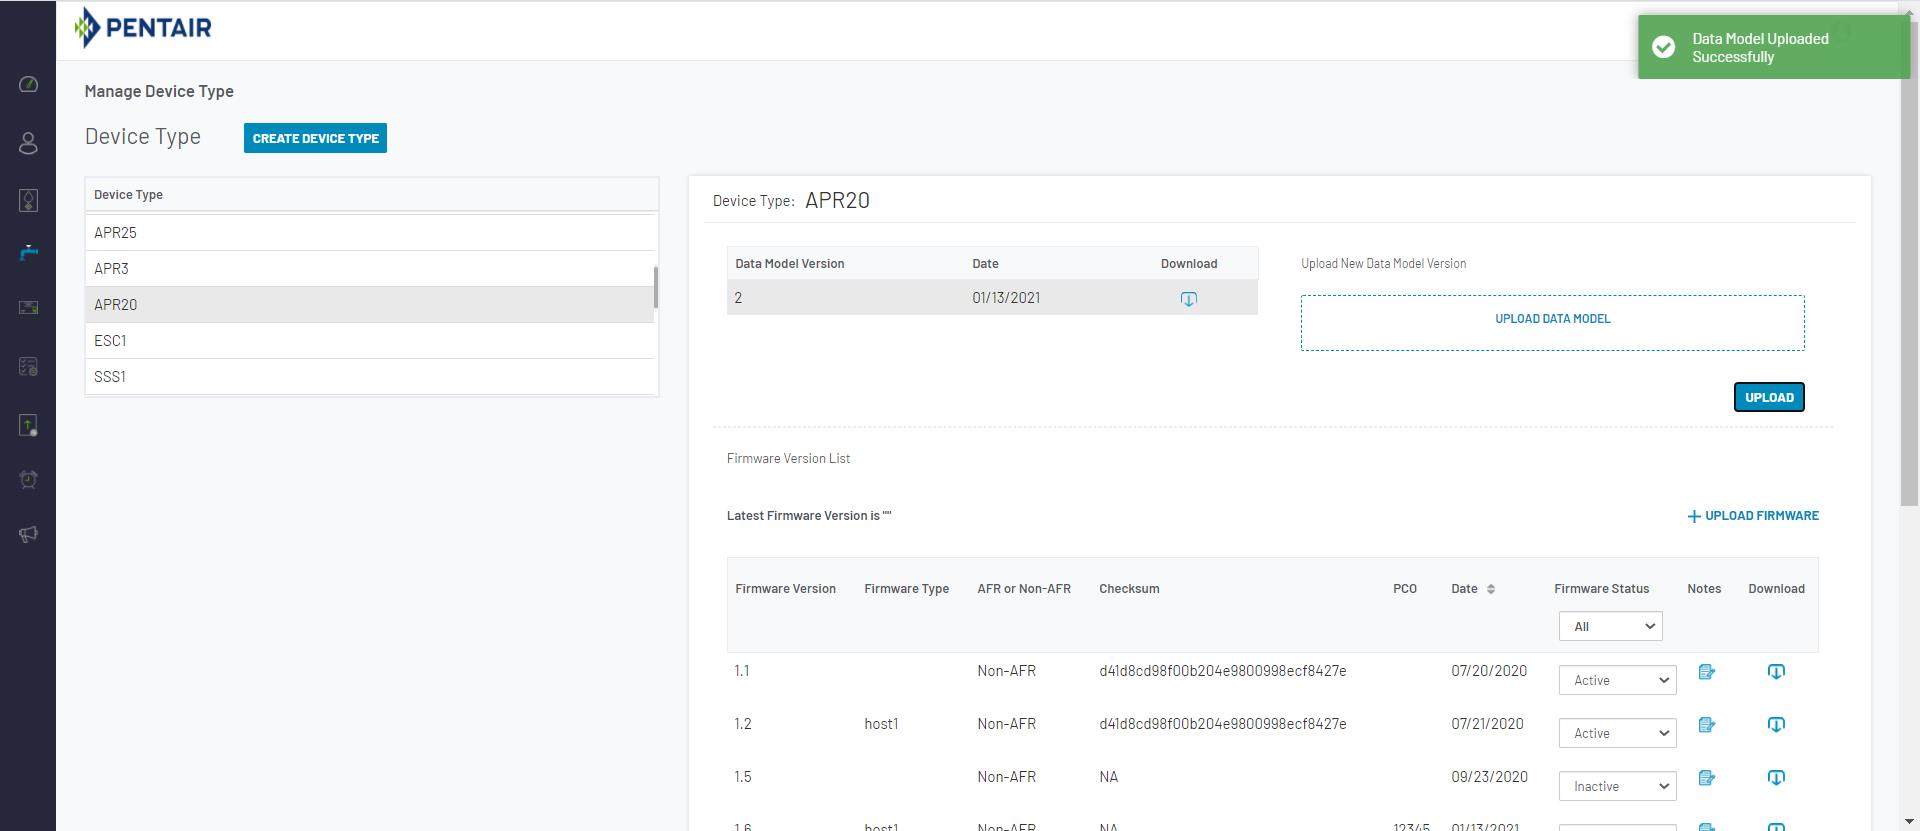 PENTAIR
Data Model Uploaded
Successfully
Manage Device Type
Device Type
CREATE DEVICE TYPE
Device Type
APR25
APR3
APR20
ESC1
SSS1
Device Type: APR20
Data Model Version Date Download
2 01/13/2021
Upload New Data Model Version
UPLOAD DATA MODEL
UPLOAD
Firmware Version List
Latest Firmware Version is ""
+ UPLOAD FIRMWARE
Firmware Version Firmware Type AFR or Non-AFR Checksum PCO Date Firmware Status Notes Download
All
1.1 Non-AFR d41d8cd98f00b204e9800998ecf8427e 07/20/2020 Active
1.2 host1 Non-AFR d41d8cd98f00b204e9800998ecf8427e 07/21/2020 Active
1.5 Non-AFR NA 09/23/2020 Inactive
1.6 host1 Non-AFR NA 12345 01/13/2021